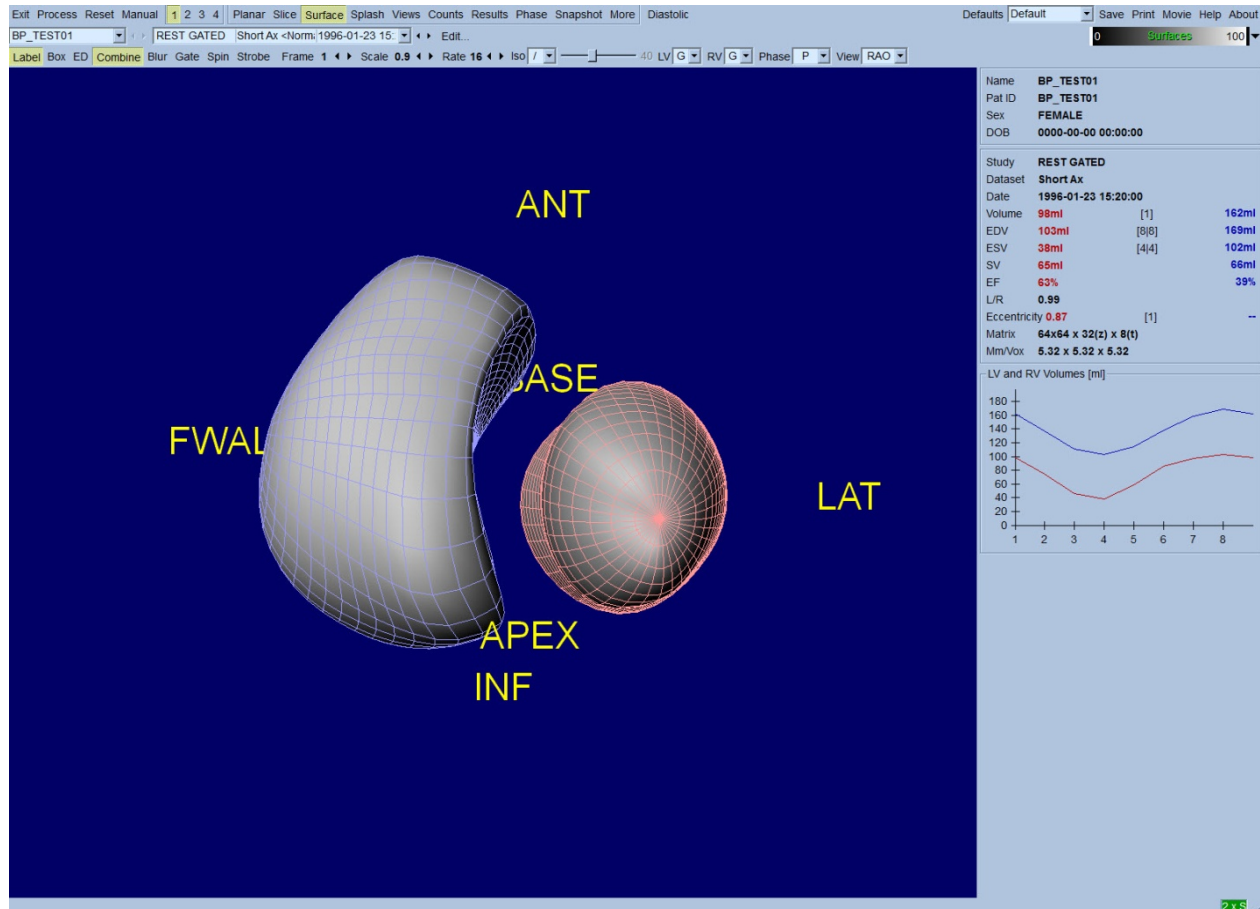 Exit Process Reset Manual 1 2 3 4 Planar Slice Surface Splash Views Counts Results Phase Snapshot More Diastolic Defaults Default Save Print Movie Help About
BP_TEST01 REST GATED Short Ax <Norm: 1996-01-23 15: Edit... 0 Surfaces 100
Label Box ED Combine Blur Gate Spin Strobe Frame 1 Scale 0.9 Rate 16 Iso / 40 LV G RV G Phase P View RAO
Name BP_TEST01
Pat ID BP_TEST01
Sex FEMALE
DOB 0000-00-00 00:00:00
Study REST GATED
Dataset Short Ax
Date 1996-01-23 15:20:00
Volume 98ml [1] 162ml
EDV 103ml [8|8] 169ml
ESV 38ml [4|4] 102ml
SV 65ml 66ml
EF 63% 39%
L/R 0.99
Eccentricity 0.87 [1] --
Matrix 64x64 x 32(z) x 8(t)
Mm/Vox 5.32 x 5.32 x 5.32
LV and RV Volumes [ml]
180
160
140
120
100
80
60
40
20
0
1 2 3 4 5 6 7 8
ANT
BASE
FWAL
LAT
APEX
INF
2 x S